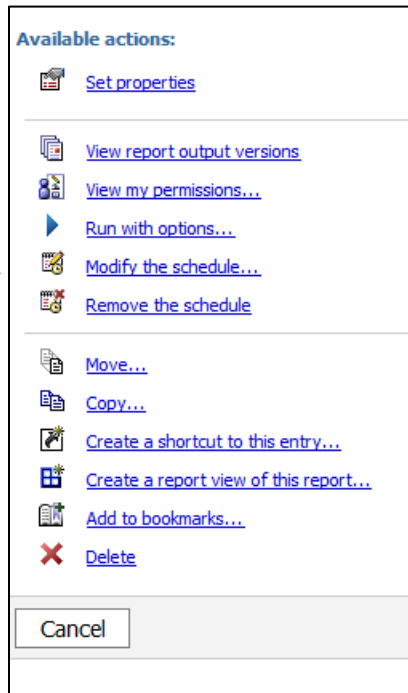 Available actions:
Set properties
View report output versions
View my permissions...
Run with options...
Modify the schedule...
Remove the schedule
Move...
Copy...
Create a shortcut to this entry...
Create a report view of this report...
Add to bookmarks...
Delete
Cancel